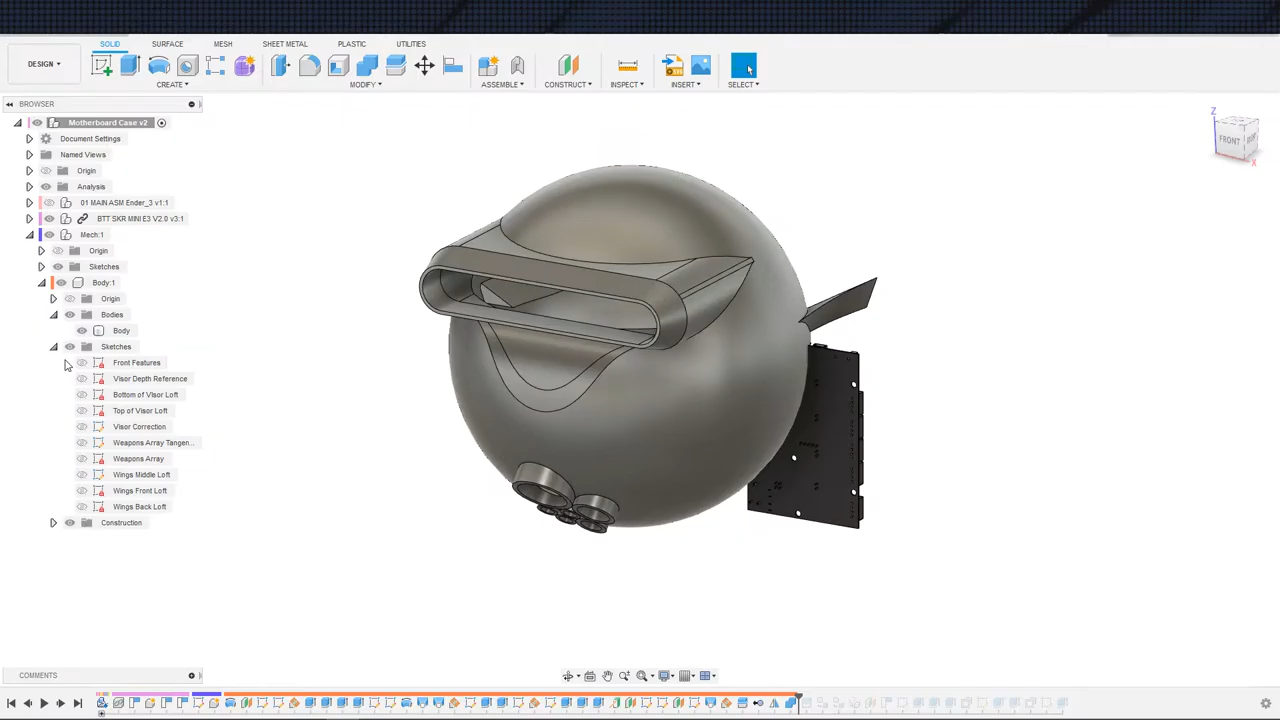 SOLID SURFACE MESH SHEET METAL PLASTIC UTILITIES
DESIGN
CREATE MODIFY ASSEMBLE CONSTRUCT INSPECT INSERT SELECT
BROWSER
Motherboard Case v2
Document Settings
Named Views
Origin
Analysis
01 MAIN ASM Ender_3 v1:1
BTT SKR MINI E3 V2.0 v3:1
Mech:1
Origin
Sketches
Body:1
Origin
Bodies
Body
Sketches
Front Features
Visor Depth Reference
Bottom of Visor Loft
Top of Visor Loft
Visor Correction
Weapons Array Tangen...
Weapons Array
Wings Middle Loft
Wings Front Loft
Wings Back Loft
Construction
Z
FRONT
X
COMMENTS